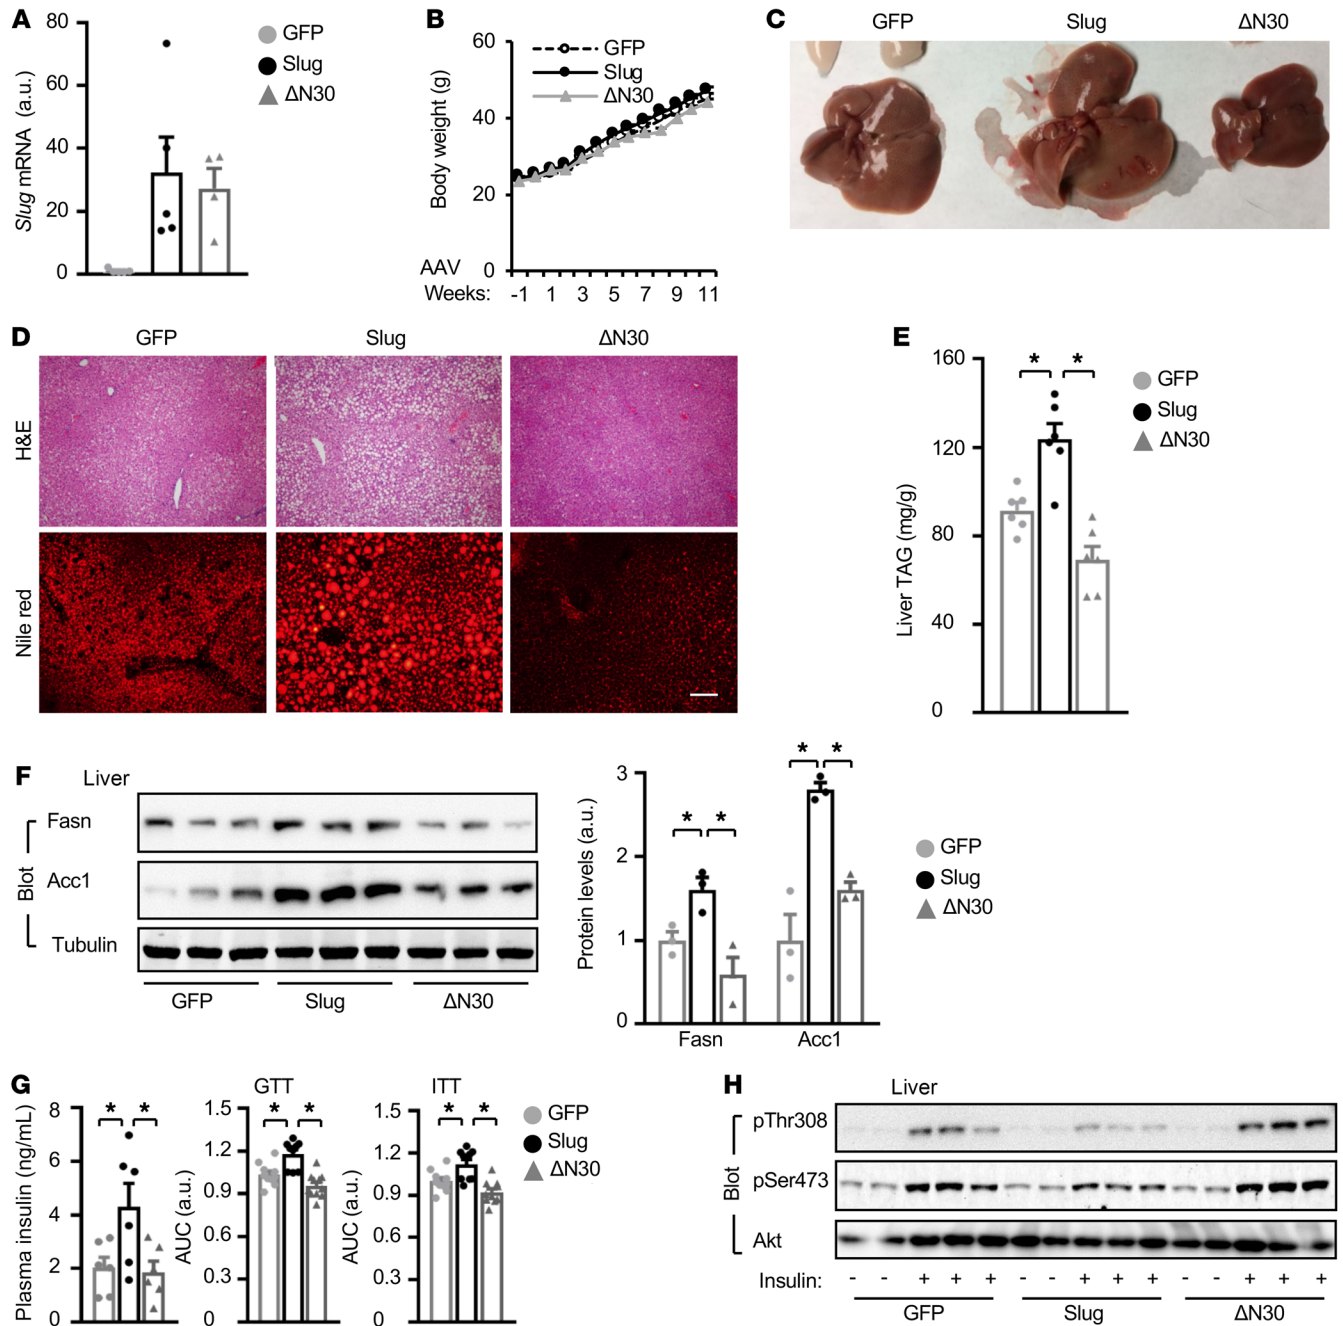 A
Slug mRNA (a.u.)
80
60
40
20
0
GFP
Slug
ΔN30
B
Body weight (g)
60
40
20
0
GFP
Slug
ΔN30
AAV
Weeks: -1 1 3 5 7 9 11
C
GFP Slug ΔN30
D
GFP Slug ΔN30
H&E
Nile red
E
Liver TAG (mg/g)
160
120
80
40
0
* *
GFP
Slug
ΔN30
F
Liver
Blot
Fasn
Acc1
Tubulin
GFP Slug ΔN30
Protein levels (a.u.)
3
2
1
0
* *
* *
Fasn Acc1
GFP
Slug
ΔN30
G
Plasma insulin (ng/mL)
8
6
4
2
0
* *
GTT
AUC (a.u.)
1.5
1.2
0.9
0.6
0.3
0
* *
ITT
AUC (a.u.)
1.5
1.2
0.9
0.6
0.3
0
* *
GFP
Slug
ΔN30
H
Liver
Blot
pThr308
pSer473
Akt
Insulin: - - + + + - - + + + - - + + +
GFP Slug ΔN30